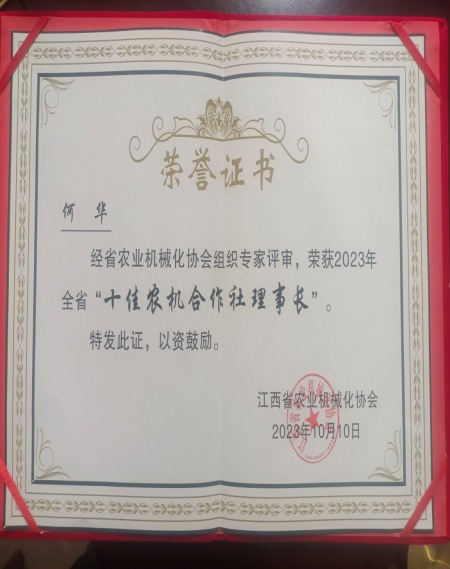 荣誉证书
何华
经省农业机械化协会组织专家评审，荣获2023年
全省“十佳农机合作社理事长”。
特发此证，以资鼓励。
江西省农业机械化协会
2023年10月10日